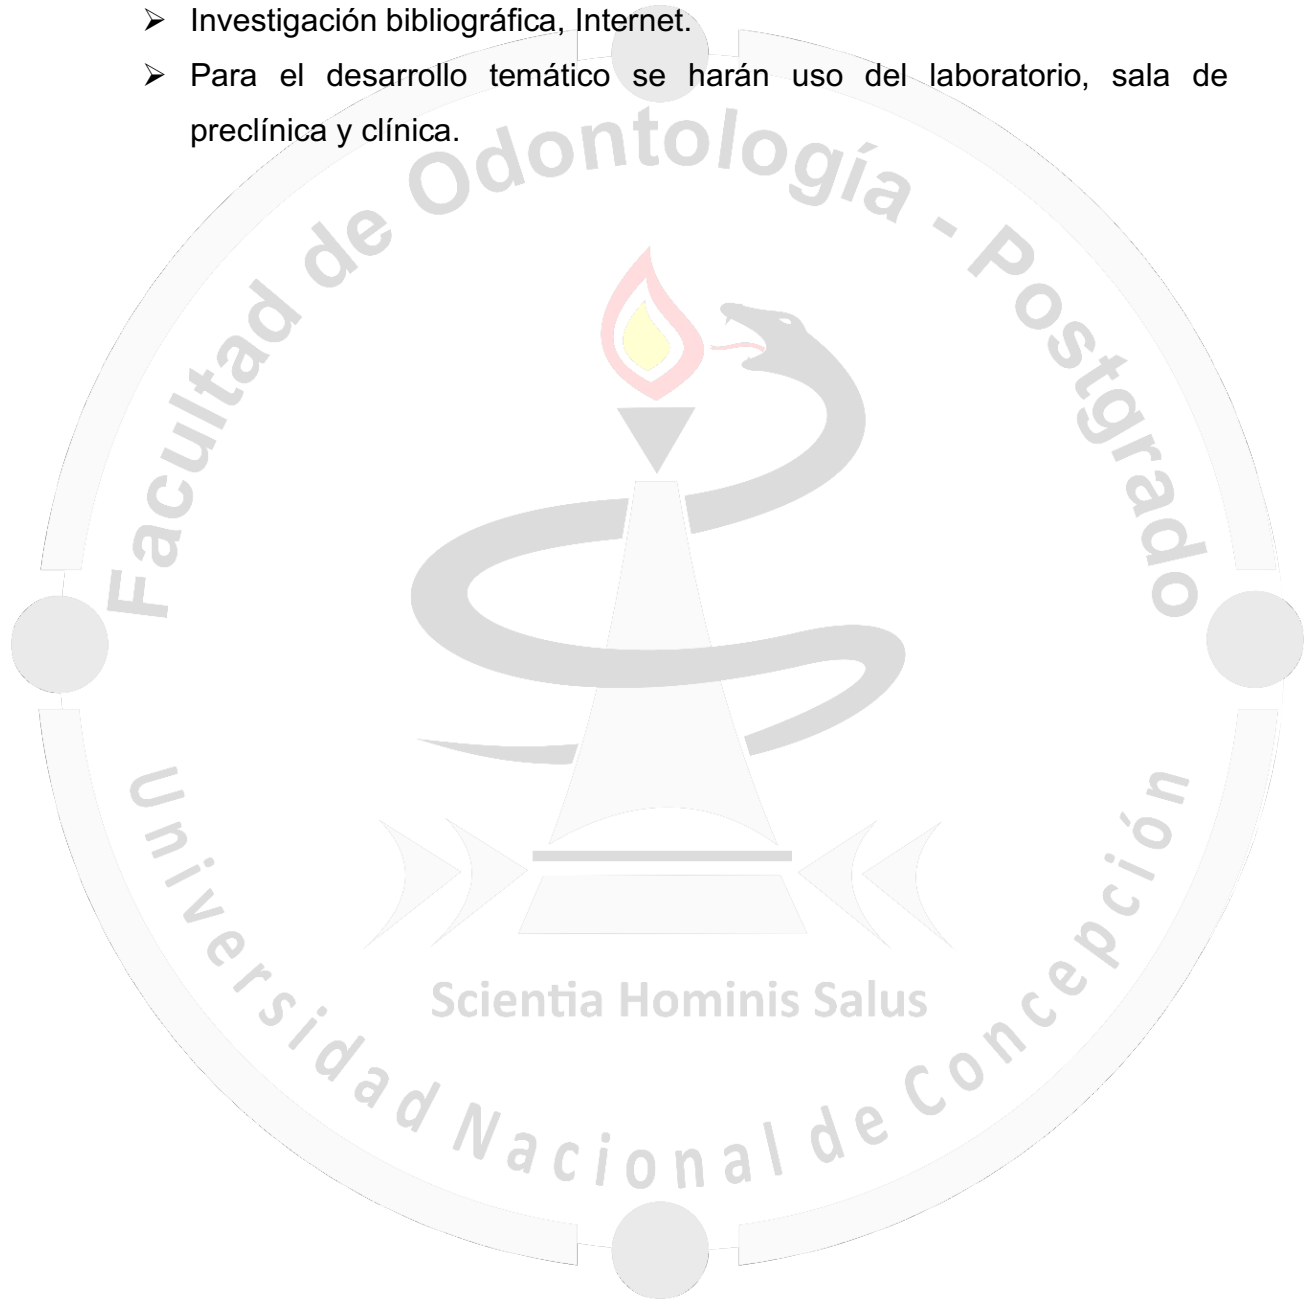 ➢ Investigación bibliográfica, Internet.
➢ Para el desarrollo temático se harán uso del laboratorio, sala de
preclínica y clínica.
Facultad de Odontología - Postgrado
Scientia Hominis Salus
Universidad Nacional de Concepción